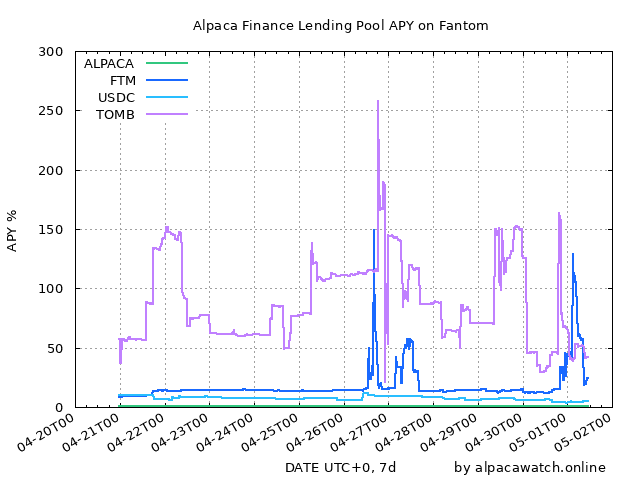 Alpaca Finance Lending Pool APY on Fantom
300
250
200
150
100
50
0
APY %
ALPACA
FTM
USDC
TOMB
04-20T00
04-21T00
04-22T00
04-23T00
04-24T00
04-25T00
04-26T00
04-27T00
04-28T00
04-29T00
04-30T00
05-01T00
05-02T00
DATE UTC+0, 7d
by alpacawatch.online